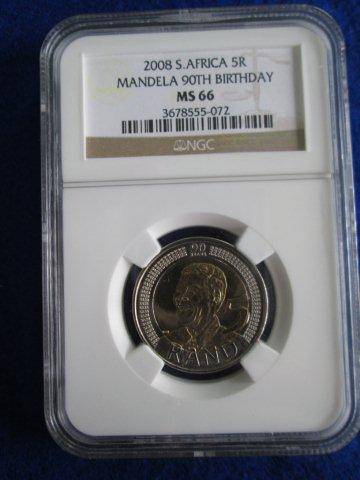 2008 S.AFRICA 5R
MANDELA 90TH BIRTHDAY
MS 66
3678555-072
NGC
90
RAND